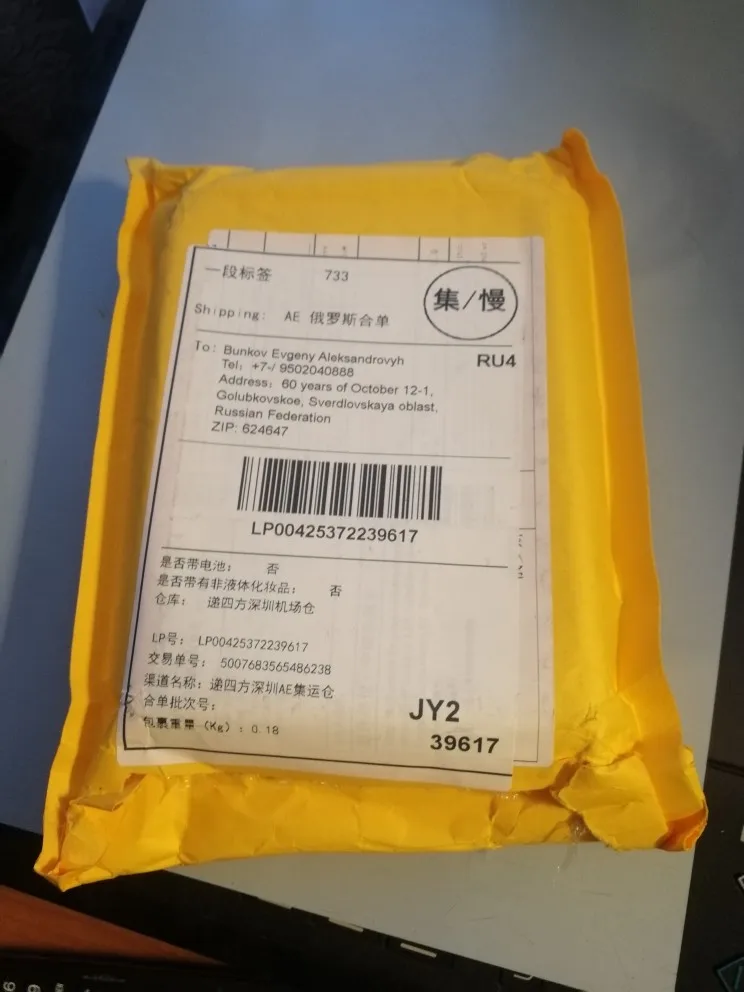 一段标签 733
集/慢
Shipping: AE 俄罗斯合单
To: Bunkov Evgeny Aleksandrovyh
RU4
Tel: +7-/ 9502040888
Address: 60 years of October 12-1,
Golubkovskoe, Sverdlovskaya oblast,
Russian Federation
ZIP: 624647
LP00425372239617
是否带电池: 否
是否带有非液体化妆品: 否
仓库: 递四方深圳机场仓
LP号: LP00425372239617
交易单号: 5007683565486238
渠道名称: 递四方深圳AE集运仓
合单批次号:
JY2
包裹重量 (Kg) : 0.18
39617